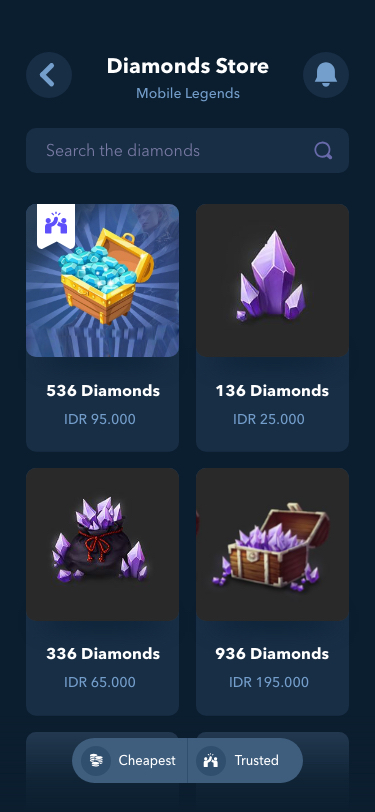 Diamonds Store
Mobile Legends
Search the diamonds
536 Diamonds
IDR 95.000
136 Diamonds
IDR 25.000
336 Diamonds
IDR 65.000
936 Diamonds
IDR 195.000
Cheapest
Trusted